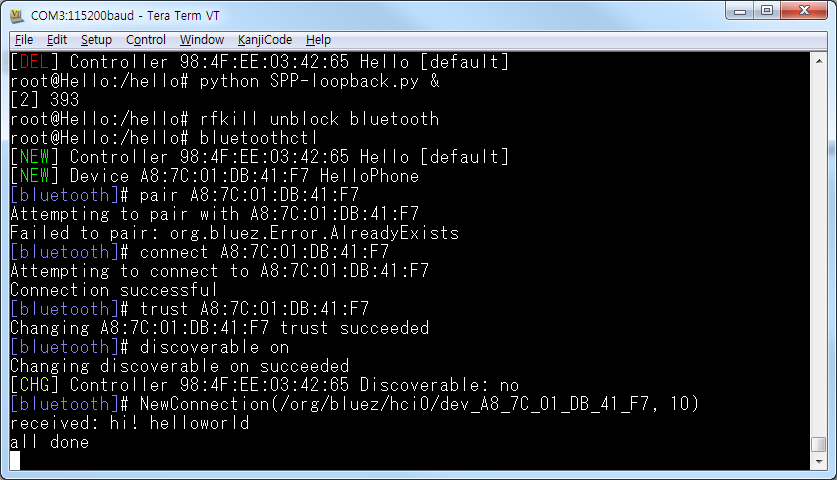 COM3:115200baud - Tera Term VT
File Edit Setup Control Window KanjiCode Help
[DEL] Controller 98:4F:EE:03:42:65 Hello [default]
root@Hello:/hello# python SPP-loopback.py &
[2] 393
root@Hello:/hello# rfkill unblock bluetooth
root@Hello:/hello# bluetoothctl
[NEW] Controller 98:4F:EE:03:42:65 Hello [default]
[NEW] Device A8:7C:01:DB:41:F7 HelloPhone
[bluetooth]# pair A8:7C:01:DB:41:F7
Attempting to pair with A8:7C:01:DB:41:F7
Failed to pair: org.bluez.Error.AlreadyExists
[bluetooth]# connect A8:7C:01:DB:41:F7
Attempting to connect to A8:7C:01:DB:41:F7
Connection successful
[bluetooth]# trust A8:7C:01:DB:41:F7
Changing A8:7C:01:DB:41:F7 trust succeeded
[bluetooth]# discoverable on
Changing discoverable on succeeded
[CHG] Controller 98:4F:EE:03:42:65 Discoverable: no
[bluetooth]# NewConnection(/org/bluez/hci0/dev_A8_7C_01_DB_41_F7, 10)
received: hi! helloworld
all done